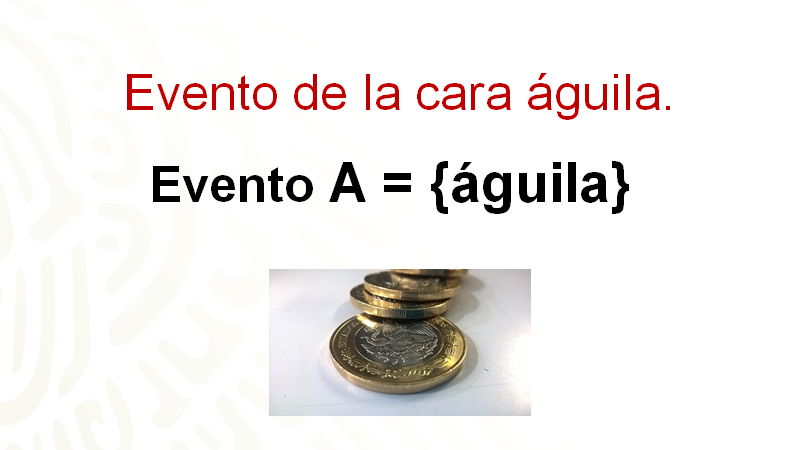 Evento de la cara águila.
Evento A = {águila}